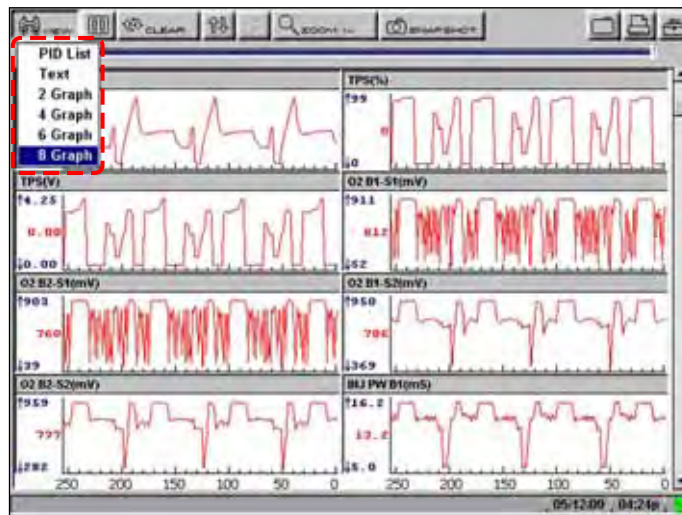 VIEW CLEAR ZOOM 1x SNAPSHOT
PID List
Text
2 Graph
4 Graph
6 Graph
8 Graph
TPS(%)
99
0
0
TPS(V)
4.25
0.00
0.00
O2 B1-S1(mV)
911
812
52
O2 B2-S1(mV)
903
760
39
O2 B1-S2(mV)
950
786
369
O2 B2-S2(mV)
959
777
282
INJ PW B1(mS)
16.2
13.2
5.0
250 200 150 100 50 0
250 200 150 100 50 0
05/12/00 04:24p